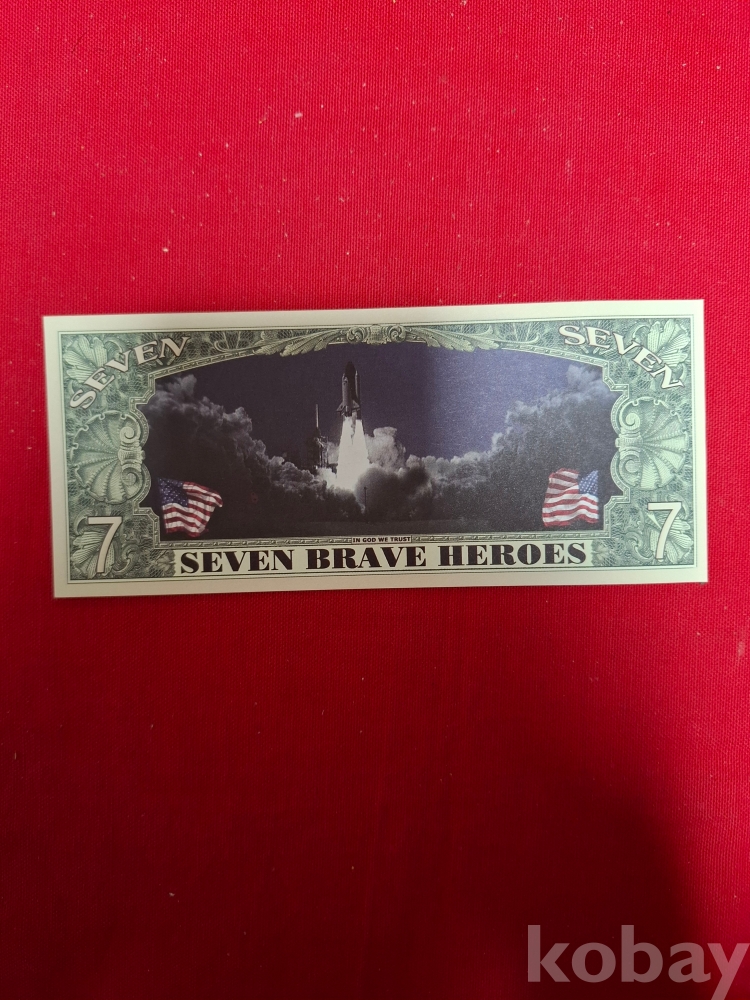 SEVEN SEVEN
IN GOD WE TRUST
7 SEVEN BRAVE HEROES 7
kobay